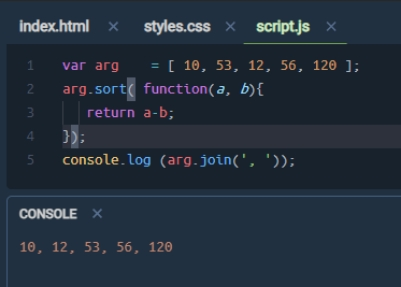 index.html × styles.css × script.js ×
1 var arg = [ 10, 53, 12, 56, 120 ];
2 arg.sort( function(a, b){
3 return a-b;
4 });
5 console.log (arg.join(', '));
CONSOLE ×
10, 12, 53, 56, 120